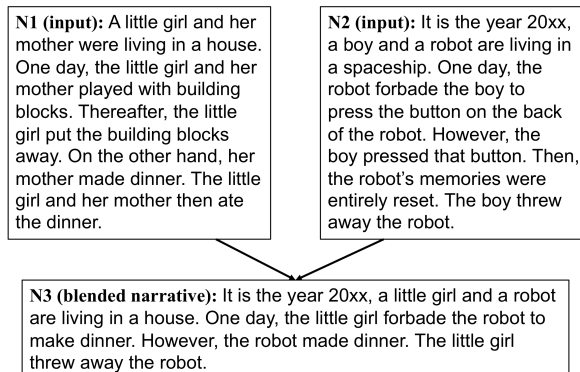 N1 (input): A little girl and her
mother were living in a house.
One day, the little girl and her
mother played with building
blocks. Thereafter, the little
girl put the building blocks
away. On the other hand, her
mother made dinner. The little
girl and her mother then ate
the dinner.
N2 (input): It is the year 20xx,
a boy and a robot are living in
a spaceship. One day, the
robot forbade the boy to
press the button on the back
of the robot. However, the
boy pressed that button. Then,
the robot's memories were
entirely reset. The boy threw
away the robot.
N3 (blended narrative): It is the year 20xx, a little girl and a robot
are living in a house. One day, the little girl forbade the robot to
make dinner. However, the robot made dinner. The little girl
threw away the robot.